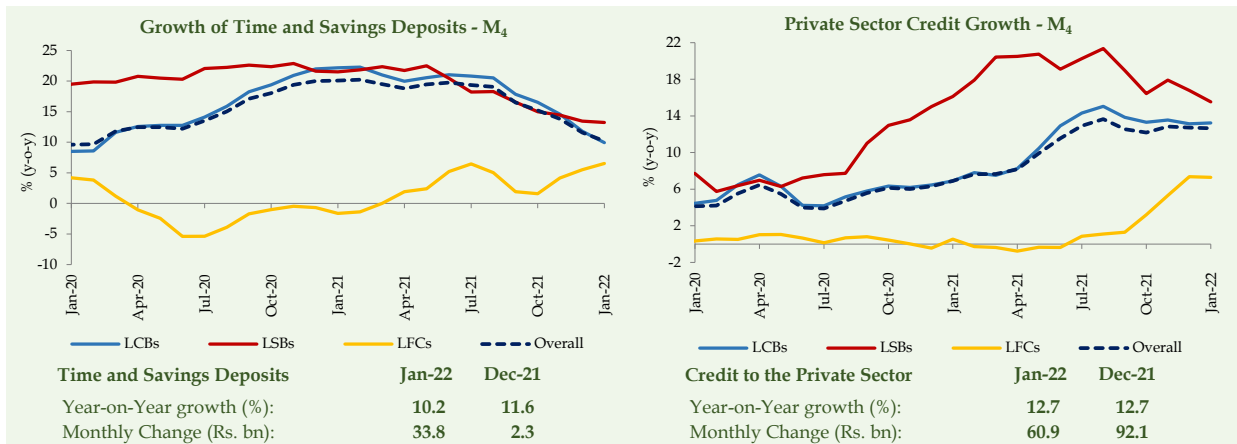 Growth of Time and Savings Deposits - M4
% (y-o-y)
25
20
15
10
5
0
-5
-10
Jan-20
Apr-20
Jul-20
Oct-20
Jan-21
Apr-21
Jul-21
Oct-21
Jan-22
LCBs LSBs LFCs Overall
Time and Savings Deposits Jan-22 Dec-21
Year-on-Year growth (%): 10.2 11.6
Monthly Change (Rs. bn): 33.8 2.3
Private Sector Credit Growth - M4
% (y-o-y)
22
18
14
10
6
2
-2
Jan-20
Apr-20
Jul-20
Oct-20
Jan-21
Apr-21
Jul-21
Oct-21
Jan-22
LCBs LSBs LFCs Overall
Credit to the Private Sector Jan-22 Dec-21
Year-on-Year growth (%): 12.7 12.7
Monthly Change (Rs. bn): 60.9 92.1